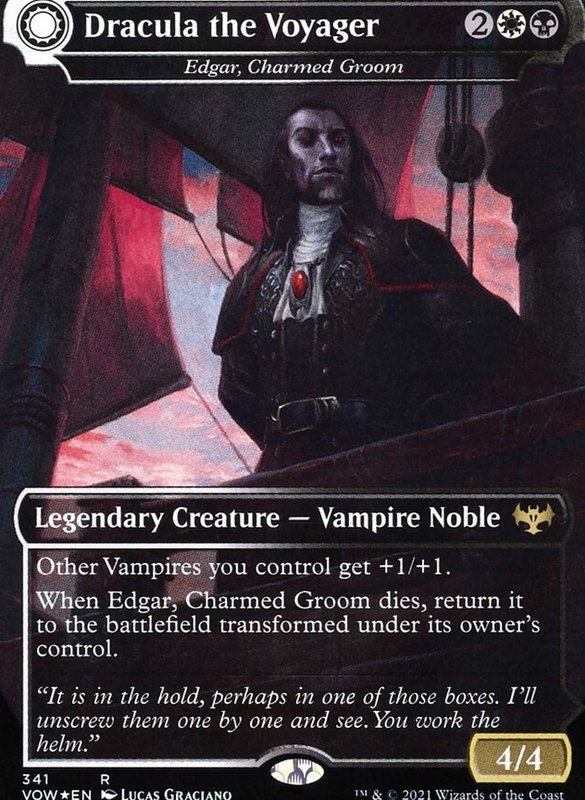 Dracula the Voyager 2
Edgar, Charmed Groom
Legendary Creature — Vampire Noble
Other Vampires you control get +1/+1.
When Edgar, Charmed Groom dies, return it
to the battlefield transformed under its owner's
control.
"It is in the hold, perhaps in one of those boxes. I'll
unscrew them one by one and see. You work the
helm."
4/4
341 R
VOW★EN LUCAS GRACIANO
™ & © 2021 Wizards of the Coast